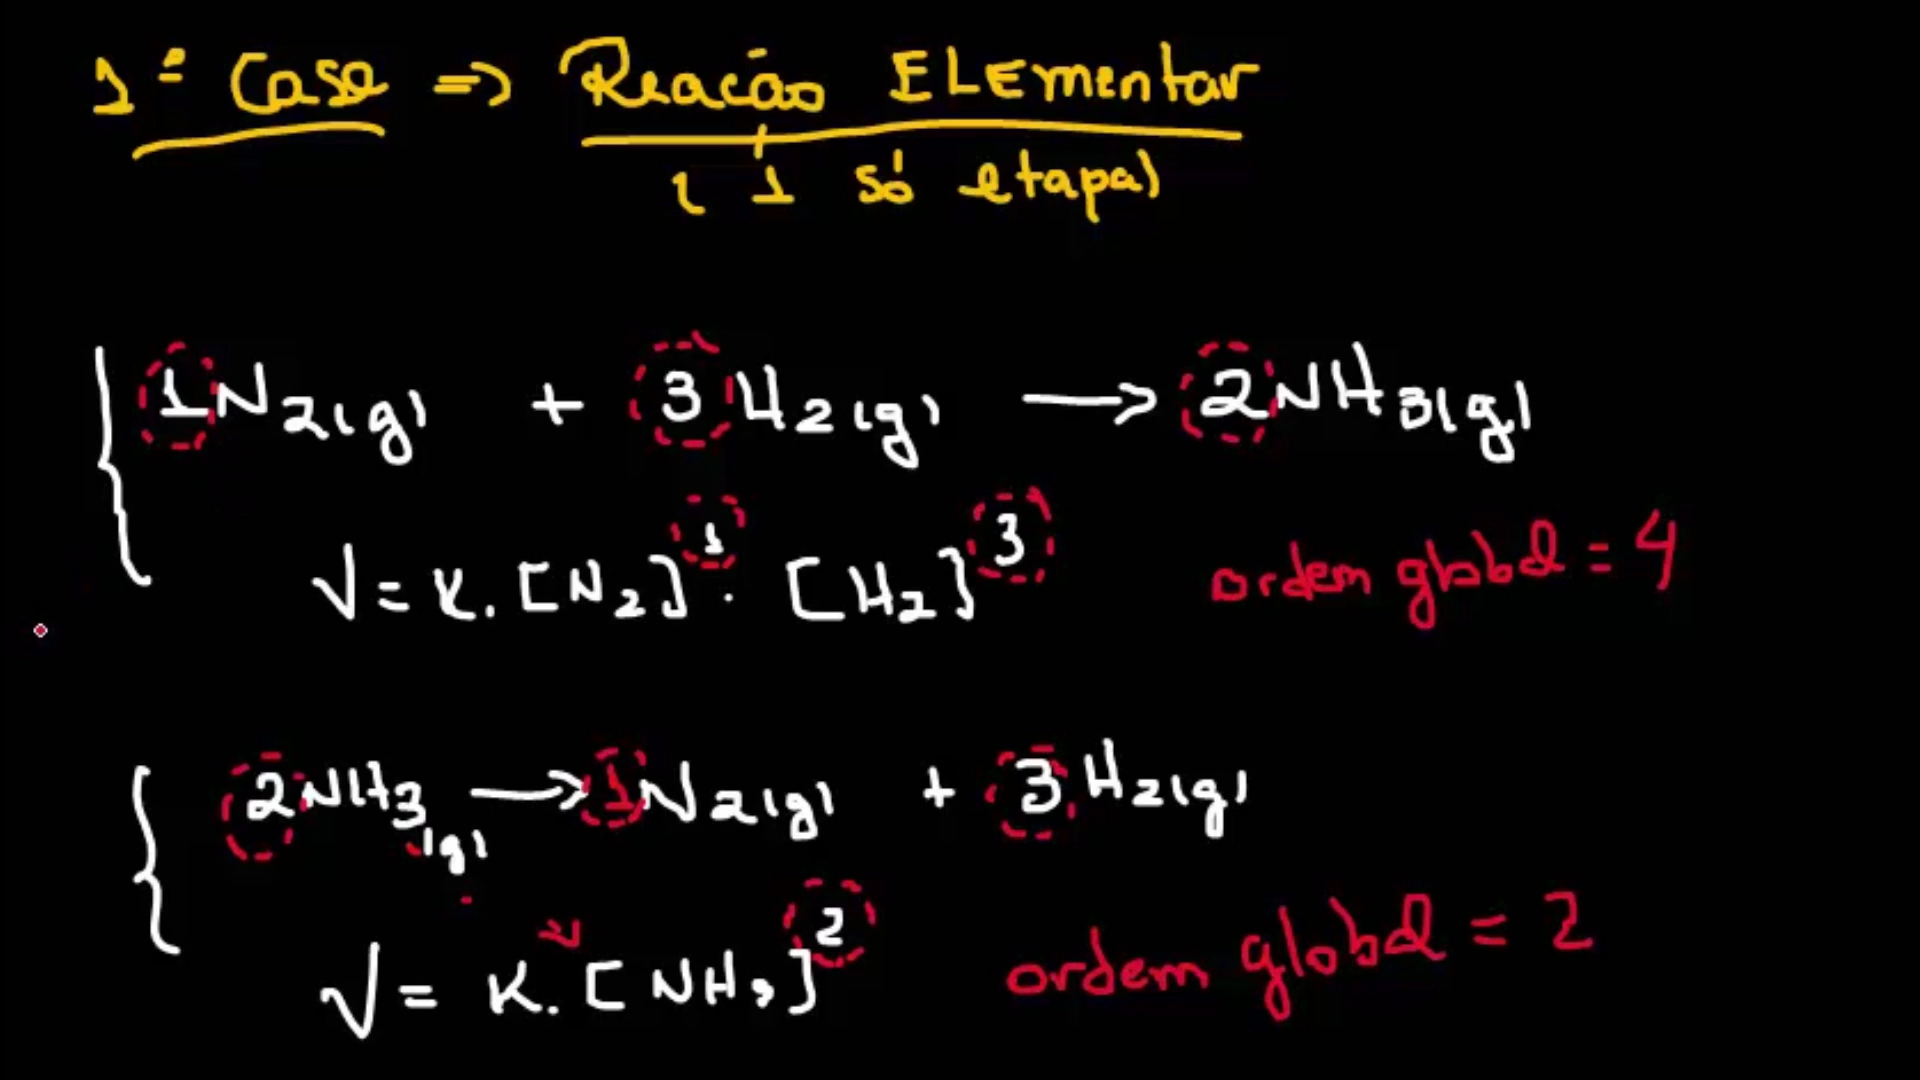 1º Caso => Reação ELEmentar
(1 só etapa)
1N2(g) + 3H2(g) → 2NH3(g)
V = K. [N2]^1 . [H2]^3 ordem global = 4
2NH3(g) → 1N2(g) + 3H2(g)
V = K. [NH3]^2 ordem global = 2